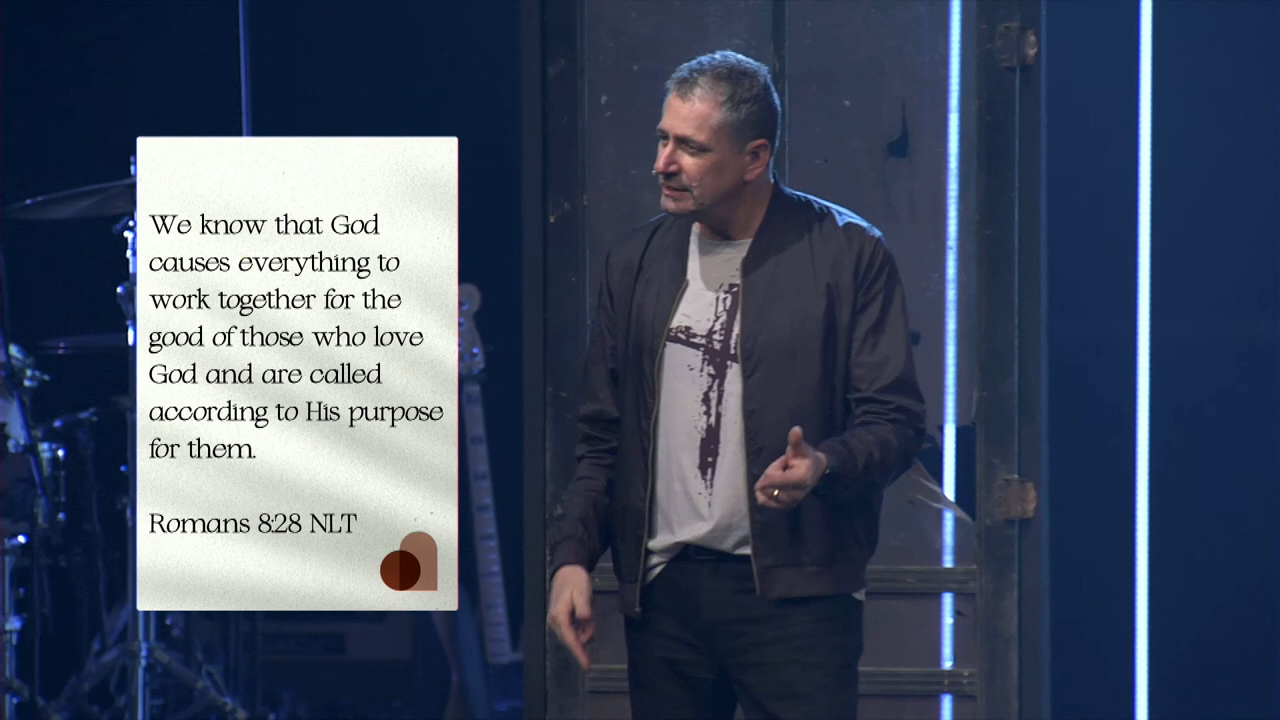 We know that God
causes everything to
work together for the
good of those who love
God and are called
according to His purpose
for them.
Romans 8:28 NLT